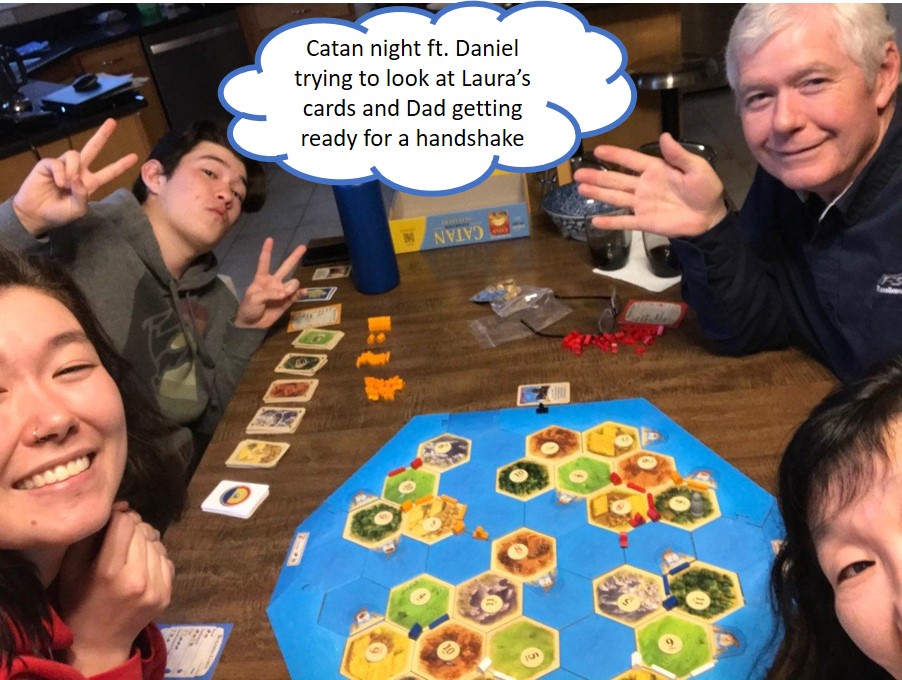 Catan night ft. Daniel
trying to look at Laura's
cards and Dad getting
ready for a handshake
CATAN